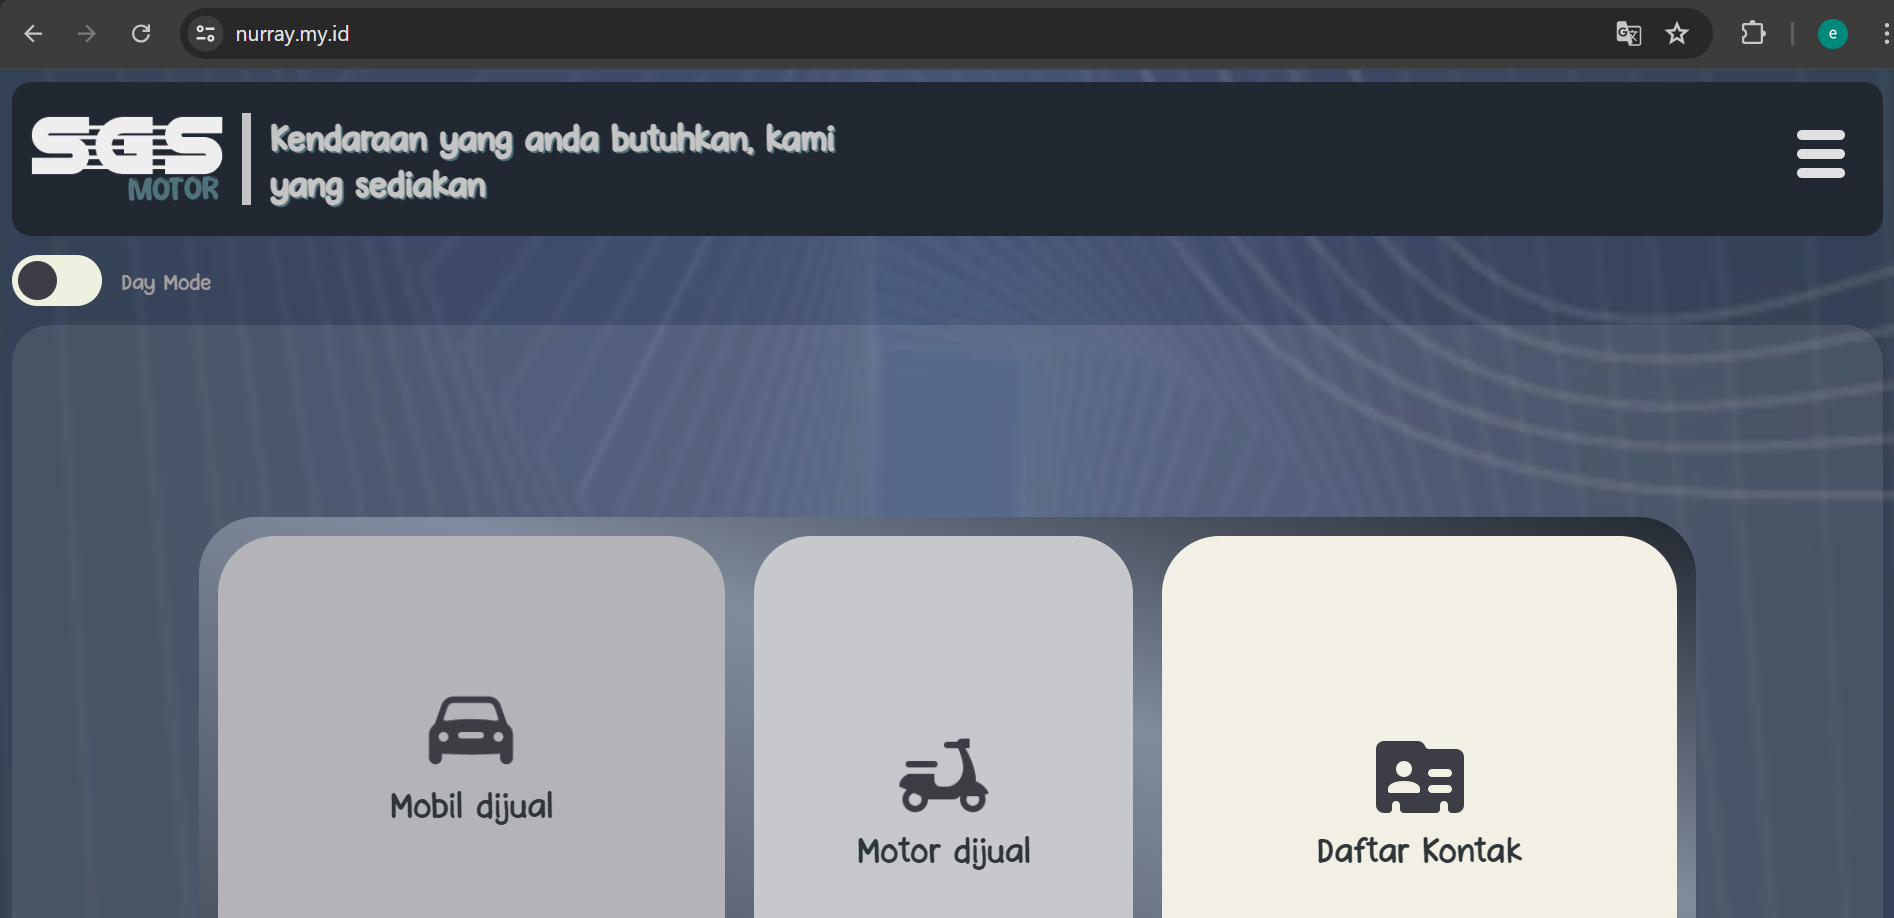 nurray.my.id
e
SGS
MOTOR
Kendaraan yang anda butuhkan, kami
yang sediakan
Day Mode
Mobil dijual
Motor dijual
Daftar Kontak